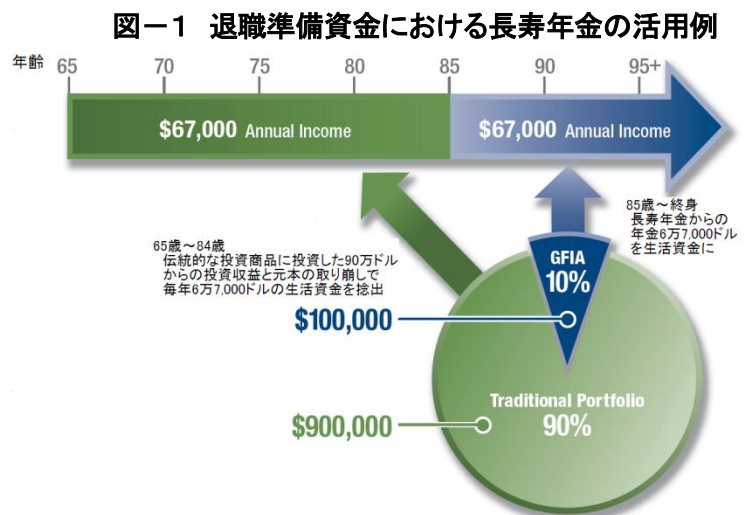 図－1 退職準備資金における長寿年金の活用例
年齢 65 70 75 80 85 90 95+
$67,000 Annual Income
$67,000 Annual Income
65歳～84歳
伝統的な投資商品に投資した90万ドル
からの投資収益と元本の取り崩しで
毎年6万7,000ドルの生活資金を捻出
85歳～終身
長寿年金からの
年金6万7,000ドル
を生活資金に
GFIA
10%
$100,000
Traditional Portfolio
90%
$900,000